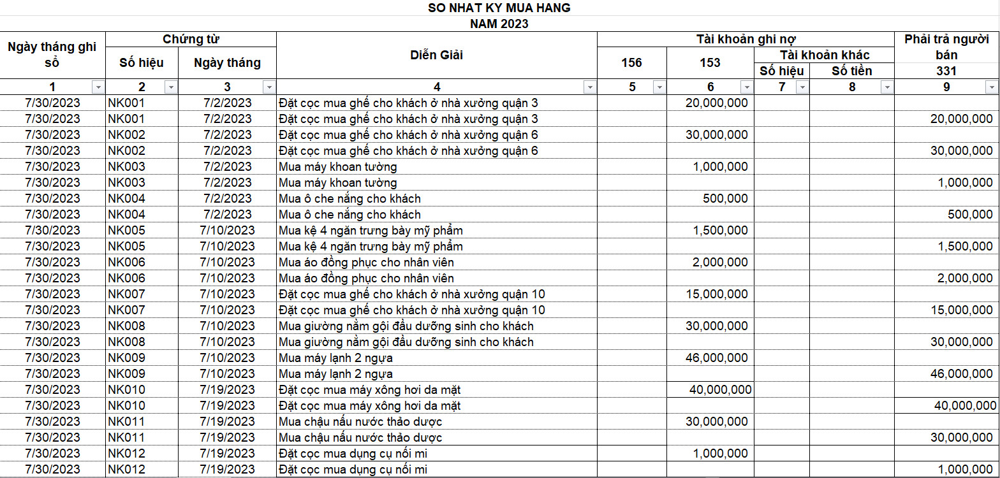 SO NHAT KY MUA HANG
NAM 2023
Ngày tháng ghi sổ Chứng từ Diễn Giải Tài khoản ghi nợ Phải trả người bán
Số hiệu Ngày tháng 156 153 Tài khoản khác
Số hiệu Số tiền 331
1 2 3 4 5 6 7 8 9
7/30/2023 NK001 7/2/2023 Đặt cọc mua ghế cho khách ở nhà xưởng quận 3 20,000,000
7/30/2023 NK001 7/2/2023 Đặt cọc mua ghế cho khách ở nhà xưởng quận 3 20,000,000
7/30/2023 NK002 7/2/2023 Đặt cọc mua ghế cho khách ở nhà xưởng quận 6 30,000,000
7/30/2023 NK002 7/2/2023 Đặt cọc mua ghế cho khách ở nhà xưởng quận 6 30,000,000
7/30/2023 NK003 7/2/2023 Mua máy khoan tường 1,000,000
7/30/2023 NK003 7/2/2023 Mua máy khoan tường 1,000,000
7/30/2023 NK004 7/2/2023 Mua ô che nắng cho khách 500,000
7/30/2023 NK004 7/2/2023 Mua ô che nắng cho khách 500,000
7/30/2023 NK005 7/10/2023 Mua kệ 4 ngăn trưng bày mỹ phẩm 1,500,000
7/30/2023 NK005 7/10/2023 Mua kệ 4 ngăn trưng bày mỹ phẩm 1,500,000
7/30/2023 NK006 7/10/2023 Mua áo đồng phục cho nhân viên 2,000,000
7/30/2023 NK006 7/10/2023 Mua áo đồng phục cho nhân viên 2,000,000
7/30/2023 NK007 7/10/2023 Đặt cọc mua ghế cho khách ở nhà xưởng quận 10 15,000,000
7/30/2023 NK007 7/10/2023 Đặt cọc mua ghế cho khách ở nhà xưởng quận 10 15,000,000
7/30/2023 NK008 7/10/2023 Mua giường nằm gội đầu dưỡng sinh cho khách 30,000,000
7/30/2023 NK008 7/10/2023 Mua giường nằm gội đầu dưỡng sinh cho khách 30,000,000
7/30/2023 NK009 7/10/2023 Mua máy lạnh 2 ngựa 46,000,000
7/30/2023 NK009 7/10/2023 Mua máy lạnh 2 ngựa 46,000,000
7/30/2023 NK010 7/19/2023 Đặt cọc mua máy xông hơi da mặt 40,000,000
7/30/2023 NK010 7/19/2023 Đặt cọc mua máy xông hơi da mặt 40,000,000
7/30/2023 NK011 7/19/2023 Mua chậu nấu nước thảo dược 30,000,000
7/30/2023 NK011 7/19/2023 Mua chậu nấu nước thảo dược 30,000,000
7/30/2023 NK012 7/19/2023 Đặt cọc mua dụng cụ nối mi 1,000,000
7/30/2023 NK012 7/19/2023 Đặt cọc mua dụng cụ nối mi 1,000,000